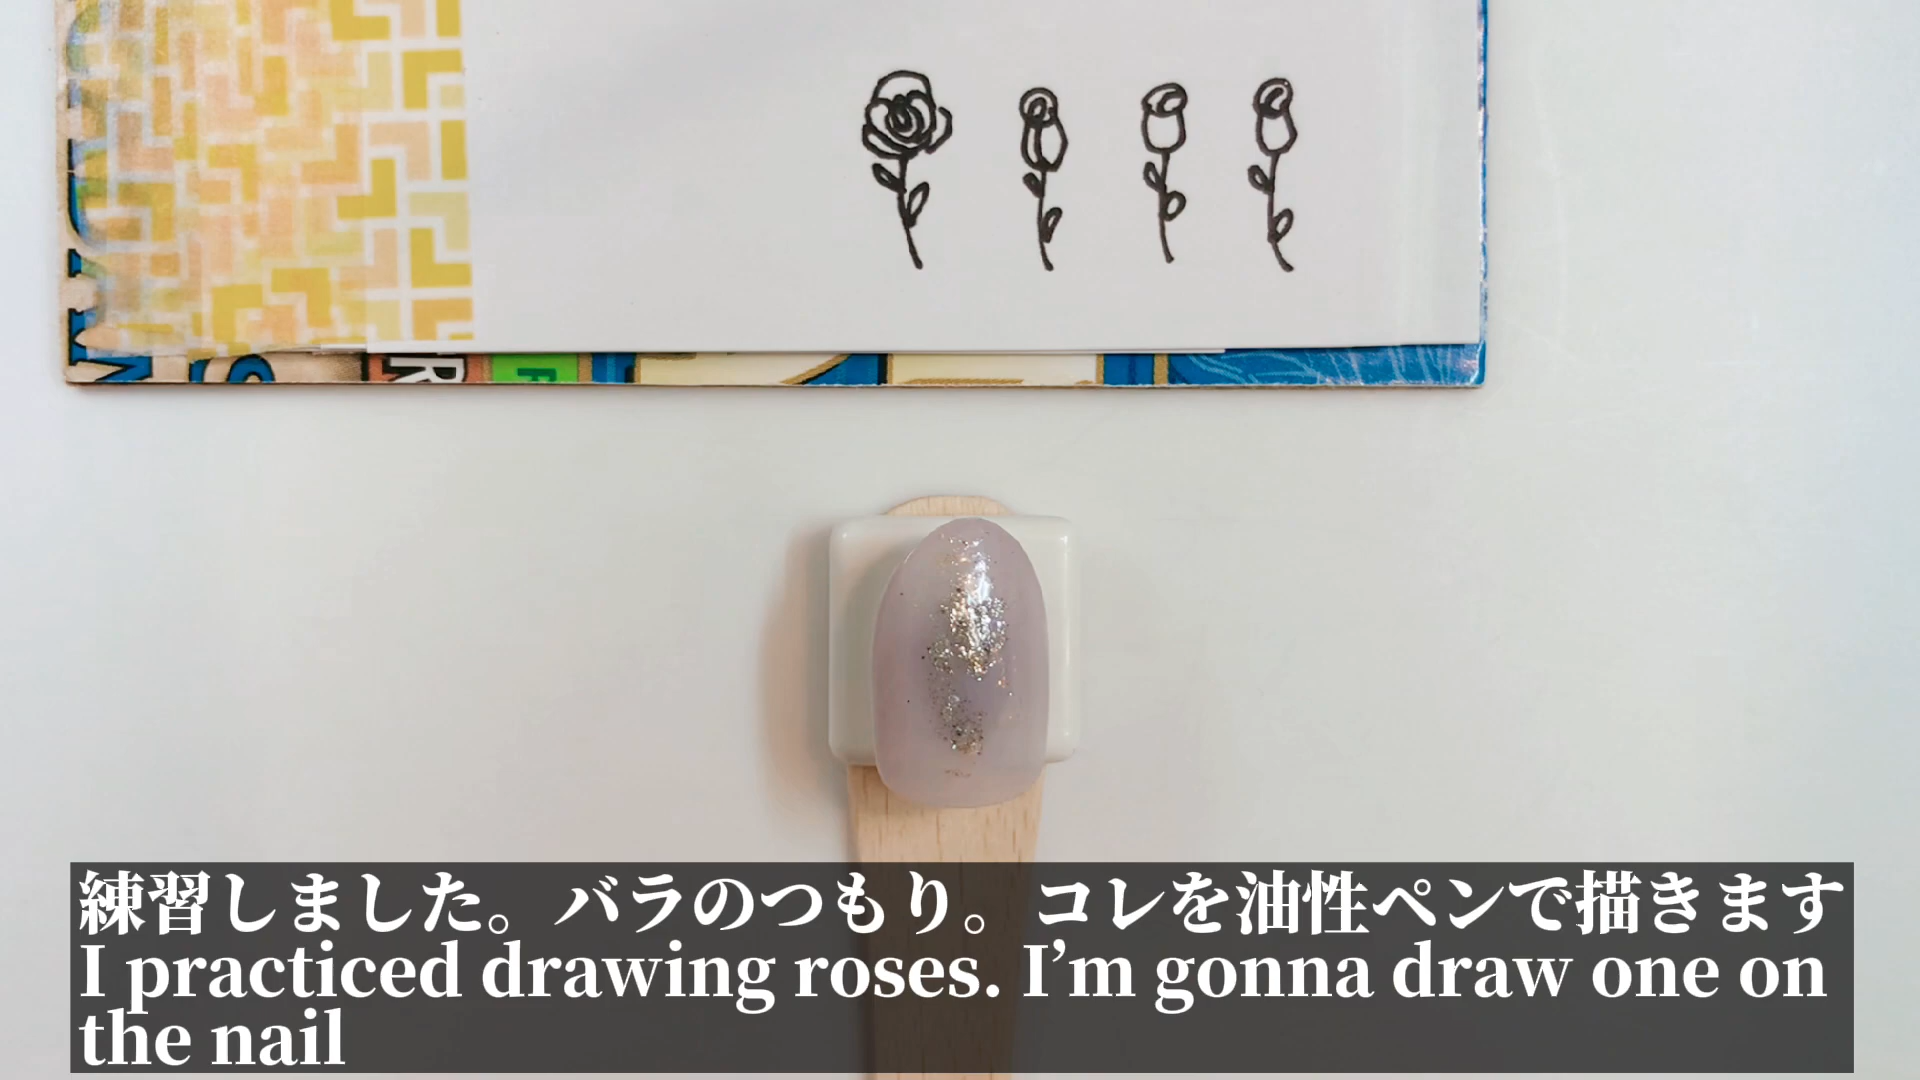 練習しました。バラのつもり。コレを油性ペンで描きます
I practiced drawing roses. I’m gonna draw one on
the nail